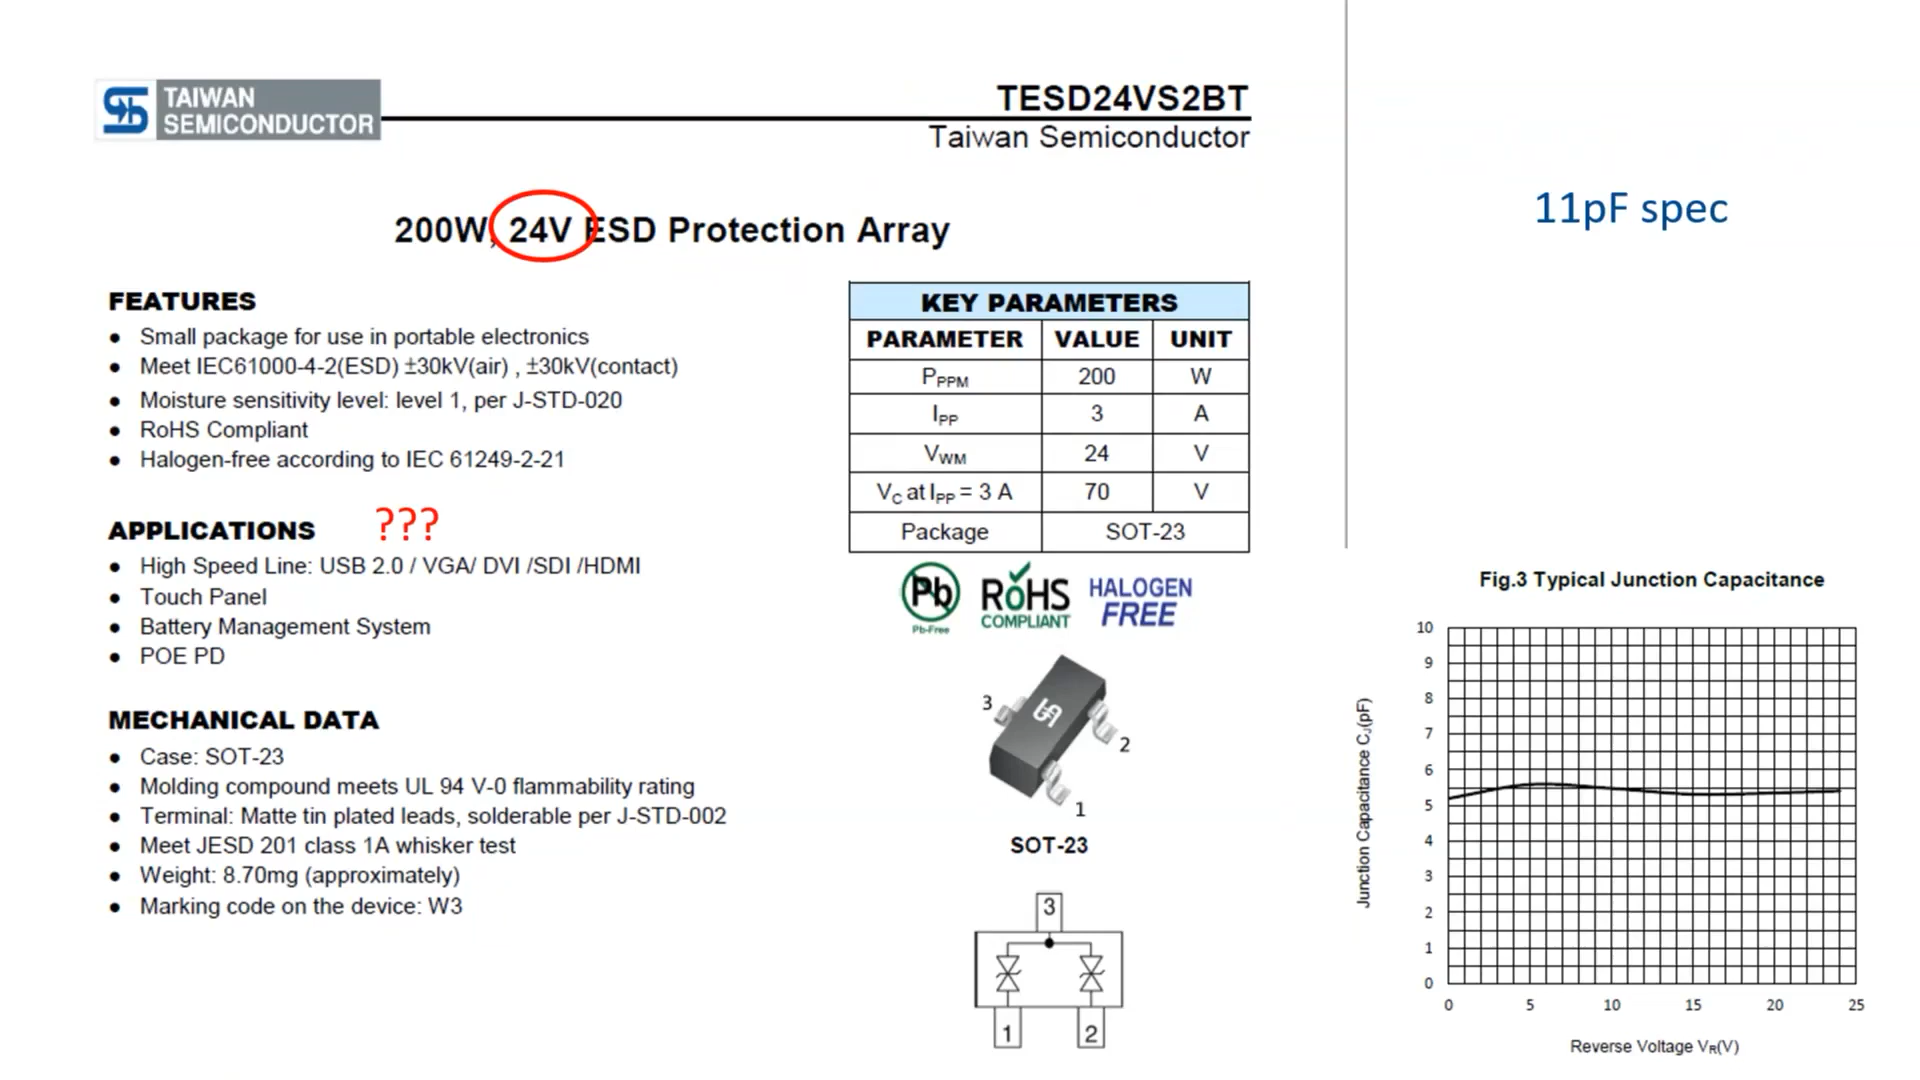 TAIWAN
SEMICONDUCTOR
TESD24VS2BT
Taiwan Semiconductor
200W, 24V ESD Protection Array
11pF spec
FEATURES
● Small package for use in portable electronics
● Meet IEC61000-4-2(ESD) ±30kV(air) , ±30kV(contact)
● Moisture sensitivity level: level 1, per J-STD-020
● RoHS Compliant
● Halogen-free according to IEC 61249-2-21
APPLICATIONS ???
● High Speed Line: USB 2.0 / VGA/ DVI /SDI /HDMI
● Touch Panel
● Battery Management System
● POE PD
MECHANICAL DATA
● Case: SOT-23
● Molding compound meets UL 94 V-0 flammability rating
● Terminal: Matte tin plated leads, solderable per J-STD-002
● Meet JESD 201 class 1A whisker test
● Weight: 8.70mg (approximately)
● Marking code on the device: W3
KEY PARAMETERS
PARAMETER VALUE UNIT
PPPM 200 W
IPP 3 A
VWM 24 V
VC at IPP = 3 A 70 V
Package SOT-23
Pb
Pb-Free
RoHS
COMPLIANT
HALOGEN
FREE
3
2
1
SOT-23
3
1 2
Fig.3 Typical Junction Capacitance
10
9
8
7
6
5
4
3
2
1
0
0 5 10 15 20 25
Junction Capacitance CJ(pF)
Reverse Voltage VR(V)